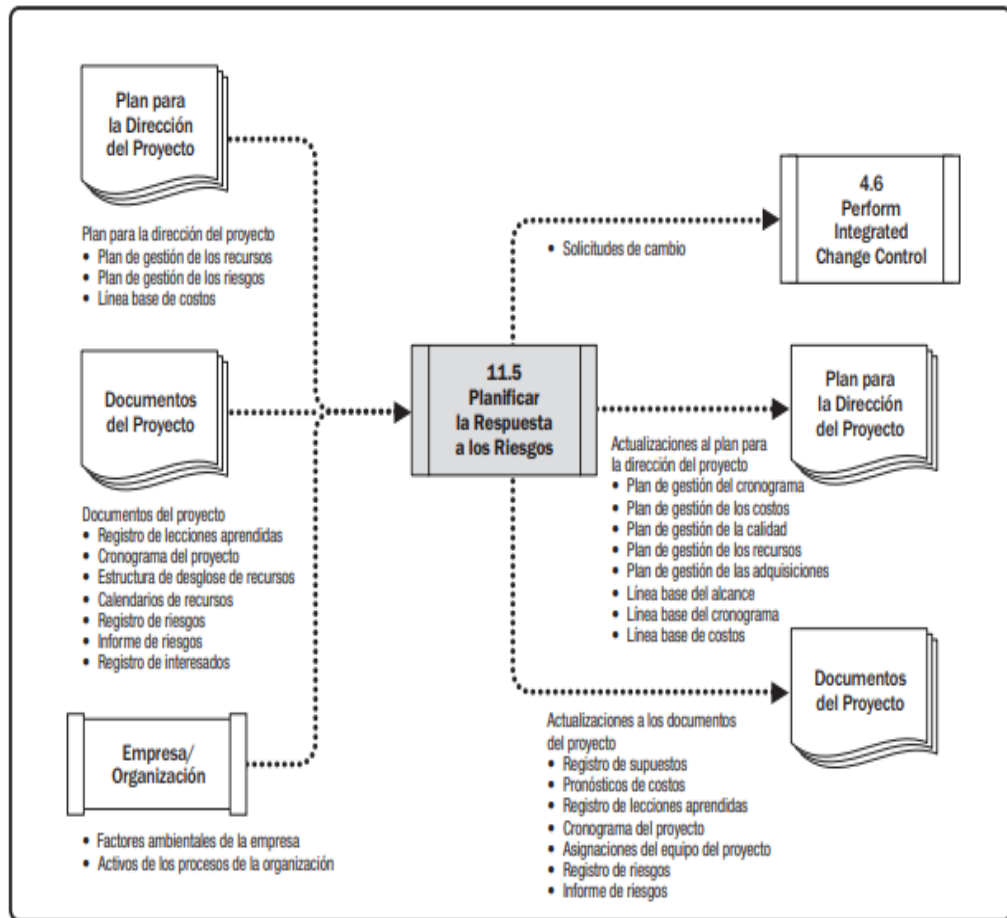 Plan para
la Dirección
del Proyecto
Plan para la dirección del proyecto
• Plan de gestión de los recursos
• Plan de gestión de los riesgos
• Línea base de costos
Documentos
del Proyecto
Documentos del proyecto
• Registro de lecciones aprendidas
• Cronograma del proyecto
• Estructura de desglose de recursos
• Calendarios de recursos
• Registro de riesgos
• Informe de riesgos
• Registro de interesados
Empresa/
Organización
• Factores ambientales de la empresa
• Activos de los procesos de la organización
11.5
Planificar
la Respuesta
a los Riesgos
• Solicitudes de cambio
4.6
Perform
Integrated
Change Control
Plan para
la Dirección
del Proyecto
Actualizaciones al plan para
la dirección del proyecto
• Plan de gestión del cronograma
• Plan de gestión de los costos
• Plan de gestión de la calidad
• Plan de gestión de los recursos
• Plan de gestión de las adquisiciones
• Línea base del alcance
• Línea base del cronograma
• Línea base de costos
Documentos
del Proyecto
Actualizaciones a los documentos
del proyecto
• Registro de supuestos
• Pronósticos de costos
• Registro de lecciones aprendidas
• Cronograma del proyecto
• Asignaciones del equipo del proyecto
• Registro de riesgos
• Informe de riesgos